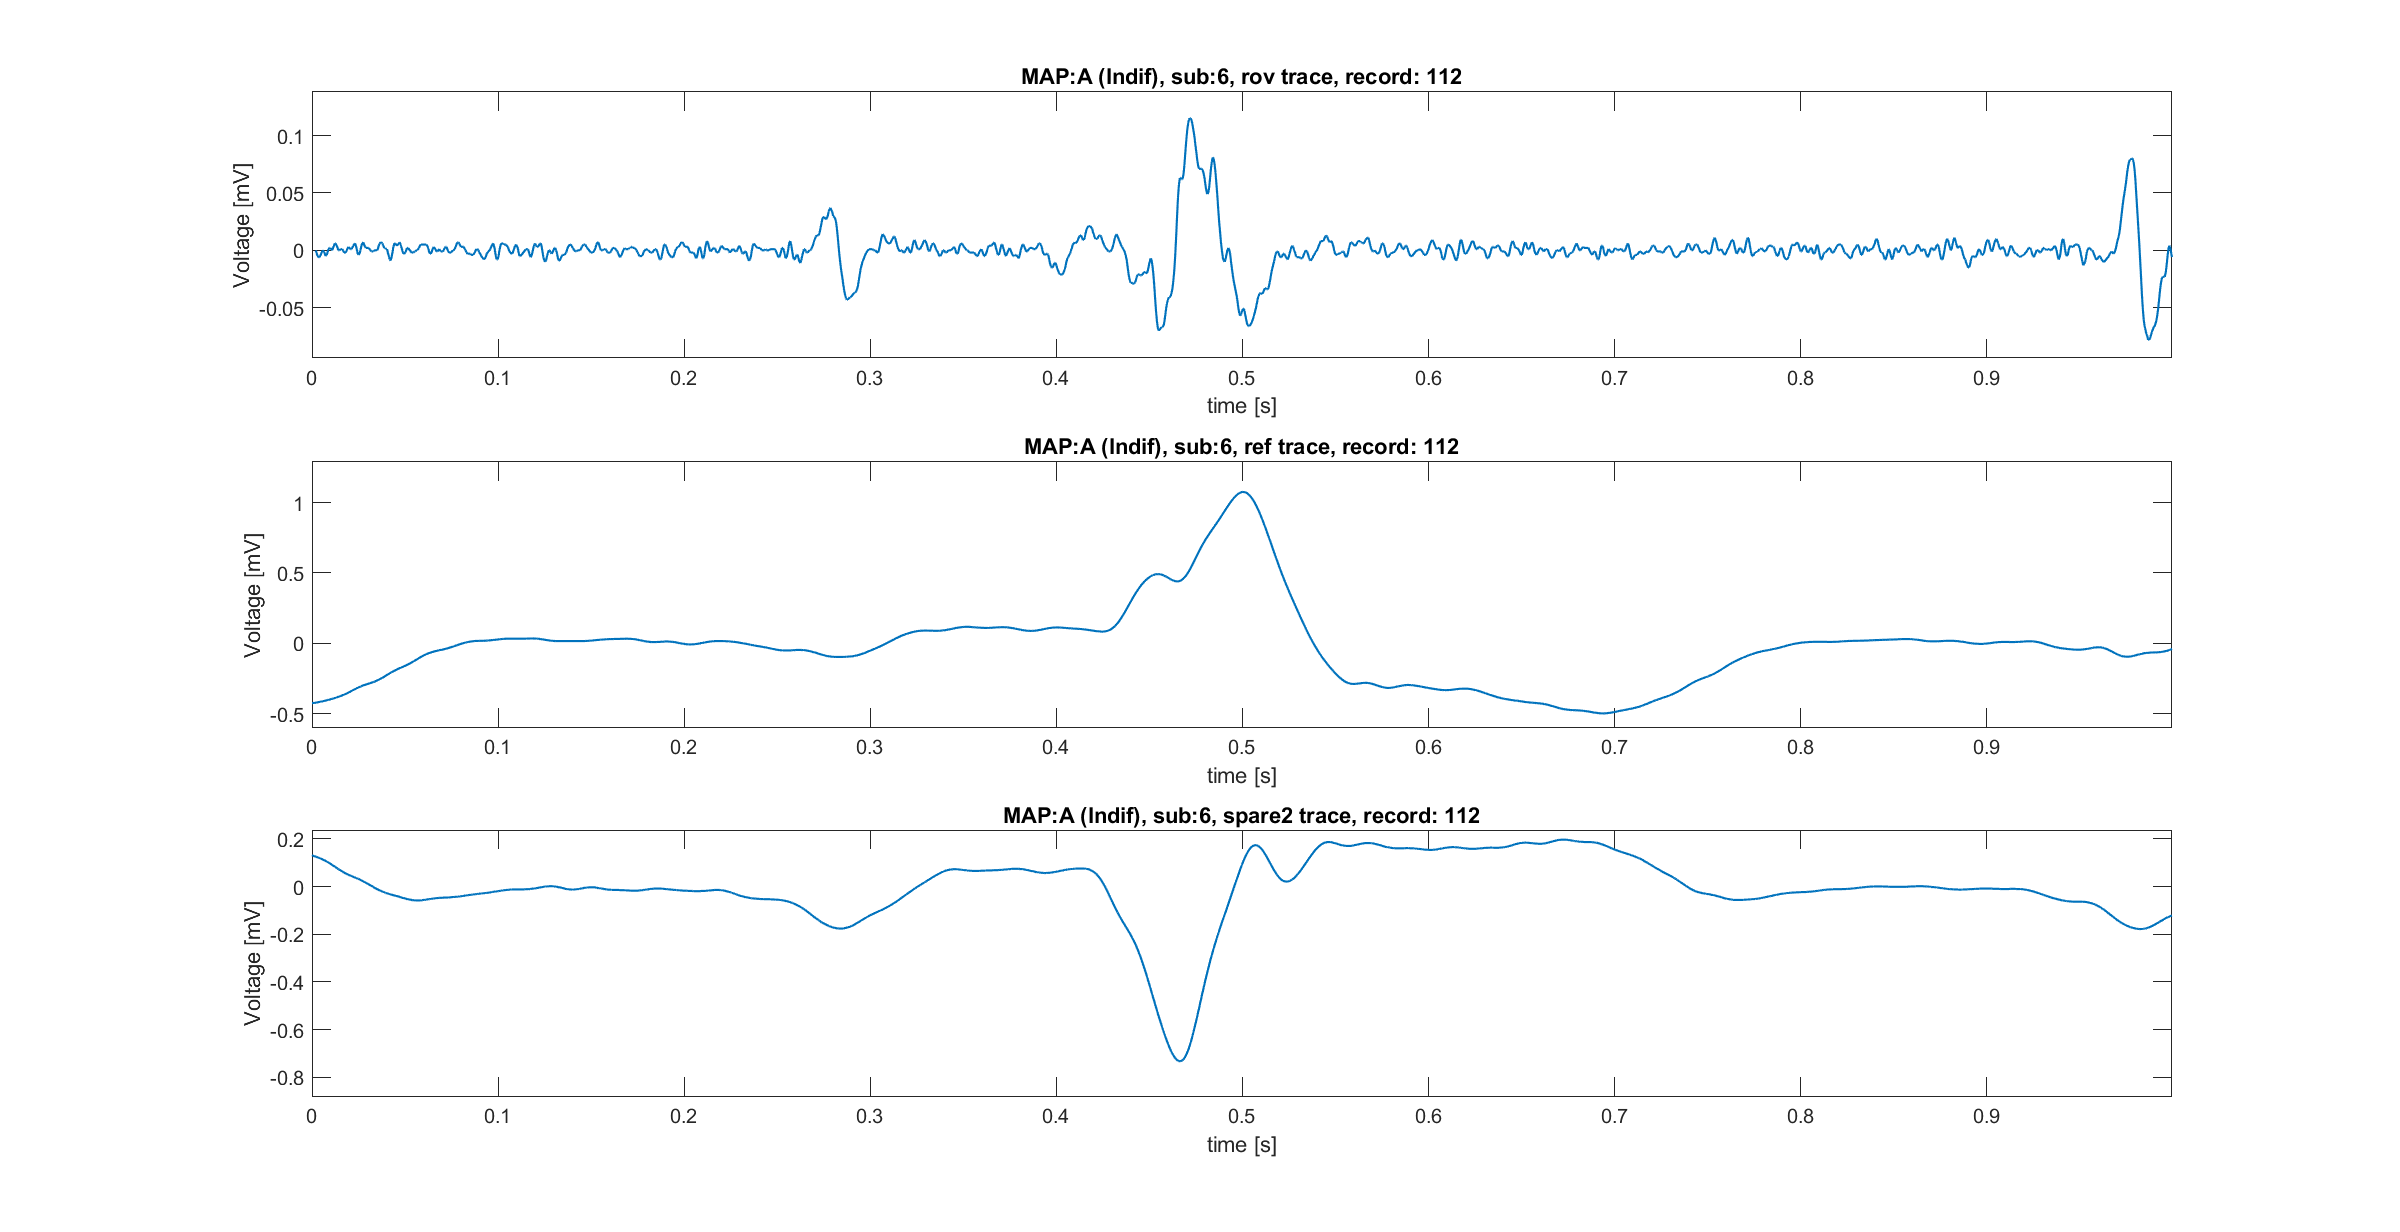 MAP:A (Indif), sub:6, rov trace, record: 112
Voltage [mV]
0.1
0.05
0
-0.05
0 0.1 0.2 0.3 0.4 0.5 0.6 0.7 0.8 0.9
time [s]
MAP:A (Indif), sub:6, ref trace, record: 112
Voltage [mV]
1
0.5
0
-0.5
0 0.1 0.2 0.3 0.4 0.5 0.6 0.7 0.8 0.9
time [s]
MAP:A (Indif), sub:6, spare2 trace, record: 112
Voltage [mV]
0.2
0
-0.2
-0.4
-0.6
-0.8
0 0.1 0.2 0.3 0.4 0.5 0.6 0.7 0.8 0.9
time [s]